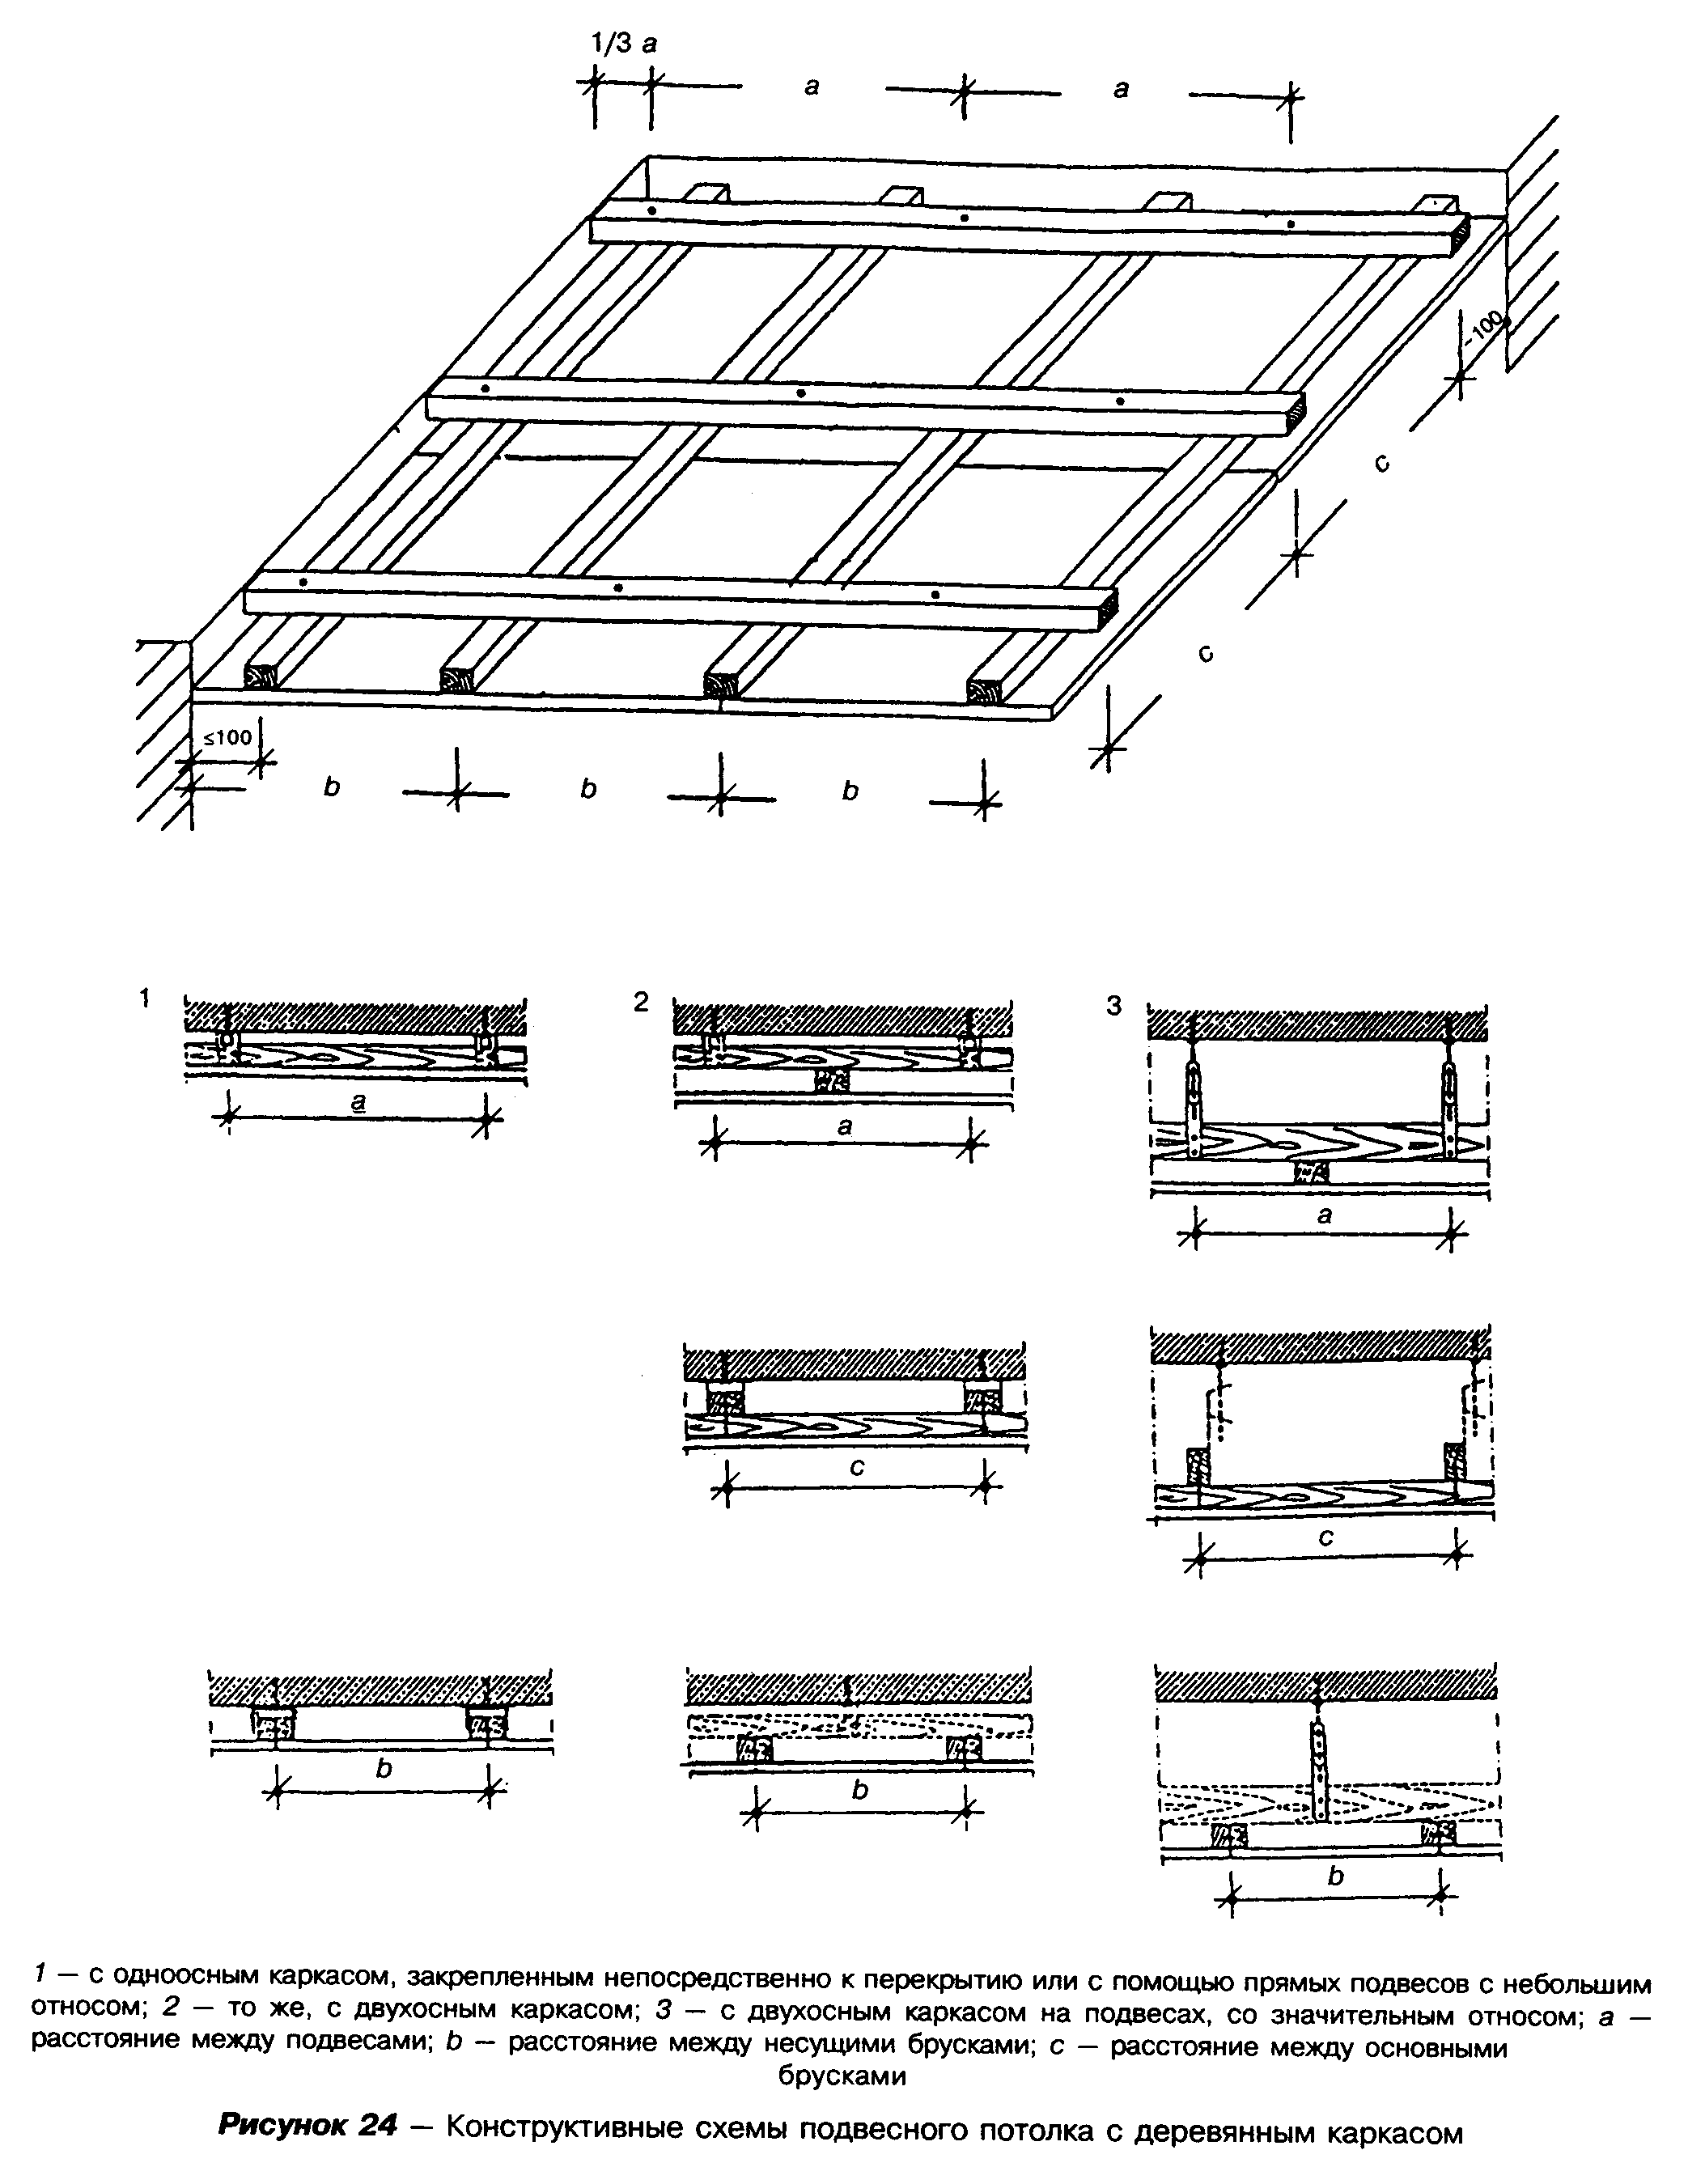 1/3 a
a a
~100
c
c
≤100
b b b
1 2 3
a a a
c c
b b b
1 — с одноосным каркасом, закрепленным непосредственно к перекрытию или с помощью прямых подвесов с небольшим
относом; 2 — то же, с двухосным каркасом; 3 — с двухосным каркасом на подвесах, со значительным относом; a —
расстояние между подвесами; b — расстояние между несущими брусками; c — расстояние между основными
брусками
Рисунок 24 — Конструктивные схемы подвесного потолка с деревянным каркасом